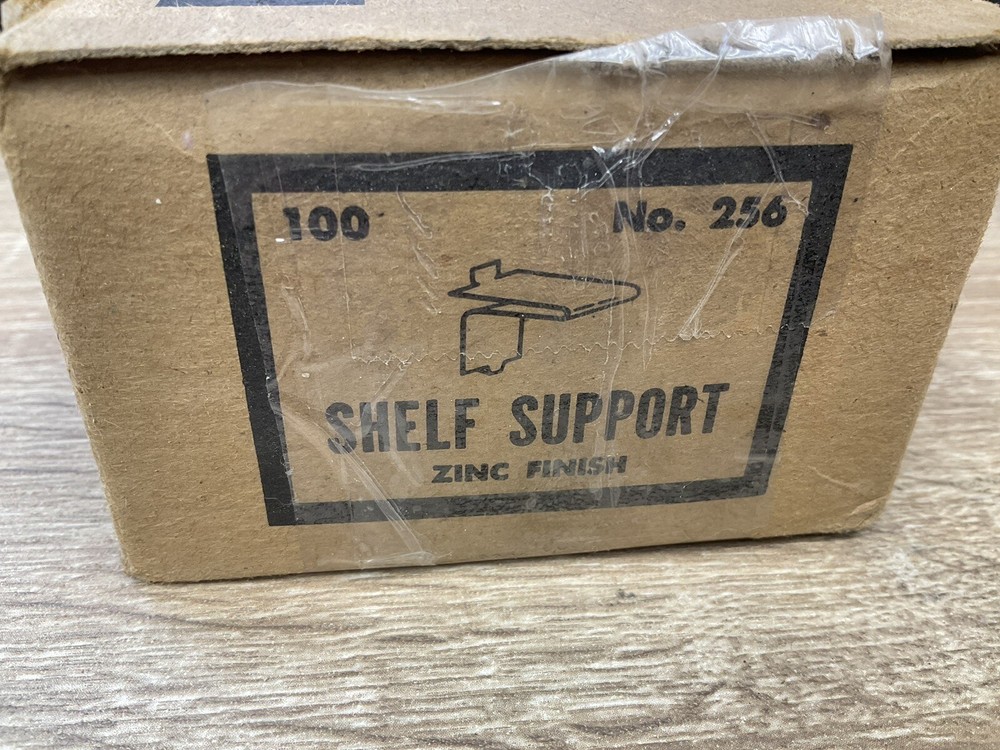 100 No. 256
SHELF SUPPORT
ZINC FINISH